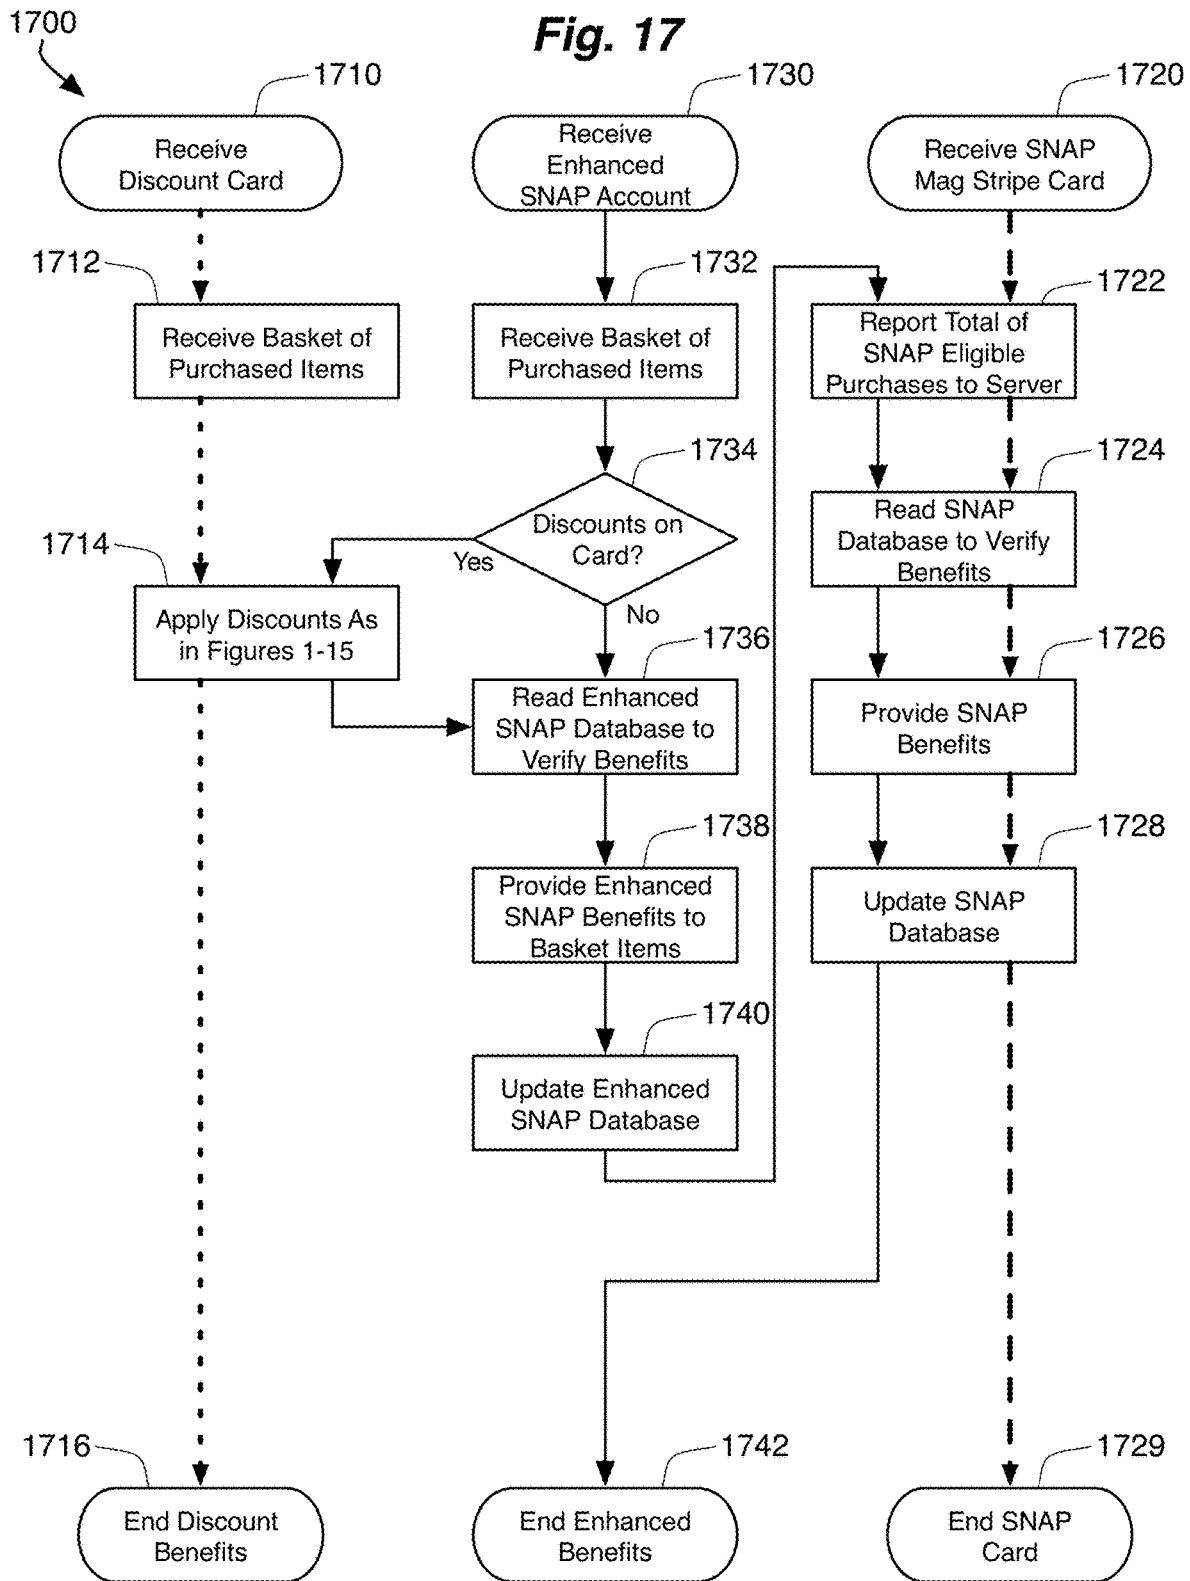 Fig. 17
1700
1710
1730
1720
Receive
Discount Card
Receive
Enhanced
SNAP Account
Receive SNAP
Mag Stripe Card
1712
1732
1722
Receive Basket of
Purchased Items
Receive Basket of
Purchased Items
Report Total of
SNAP Eligible
Purchases to Server
1734
1724
Discounts on
Card?
Yes
No
Read SNAP
Database to Verify
Benefits
1714
Apply Discounts As
in Figures 1-15
1736
1726
Read Enhanced
SNAP Database to
Verify Benefits
Provide SNAP
Benefits
1738
1728
Provide Enhanced
SNAP Benefits to
Basket Items
Update SNAP
Database
1740
Update Enhanced
SNAP Database
1716
1742
1729
End Discount
Benefits
End Enhanced
Benefits
End SNAP
Card